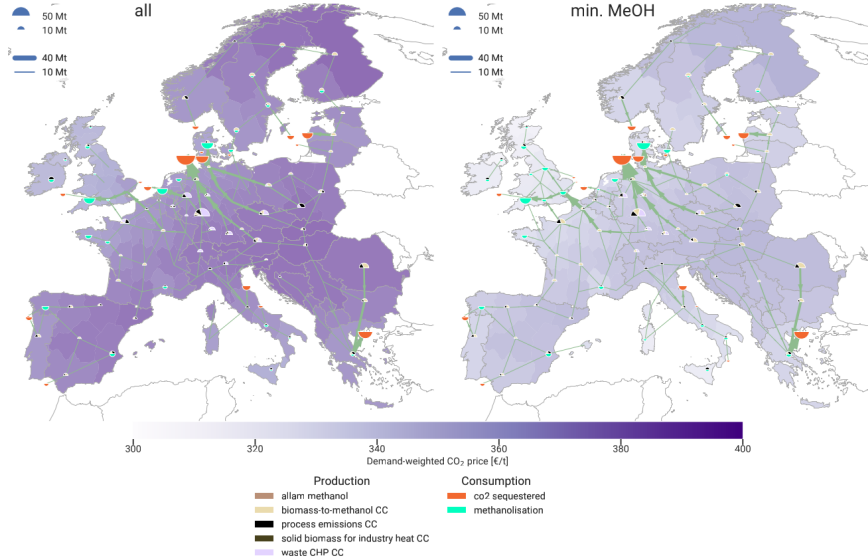 all
50 Mt
10 Mt
40 Mt
10 Mt
min. MeOH
50 Mt
10 Mt
40 Mt
10 Mt
300 320 340 360 380 400
Demand-weighted CO₂ price [€/t]
Production
allam methanol
biomass-to-methanol CC
process emissions CC
solid biomass for industry heat CC
waste CHP CC
Consumption
co2 sequestered
methanolisation